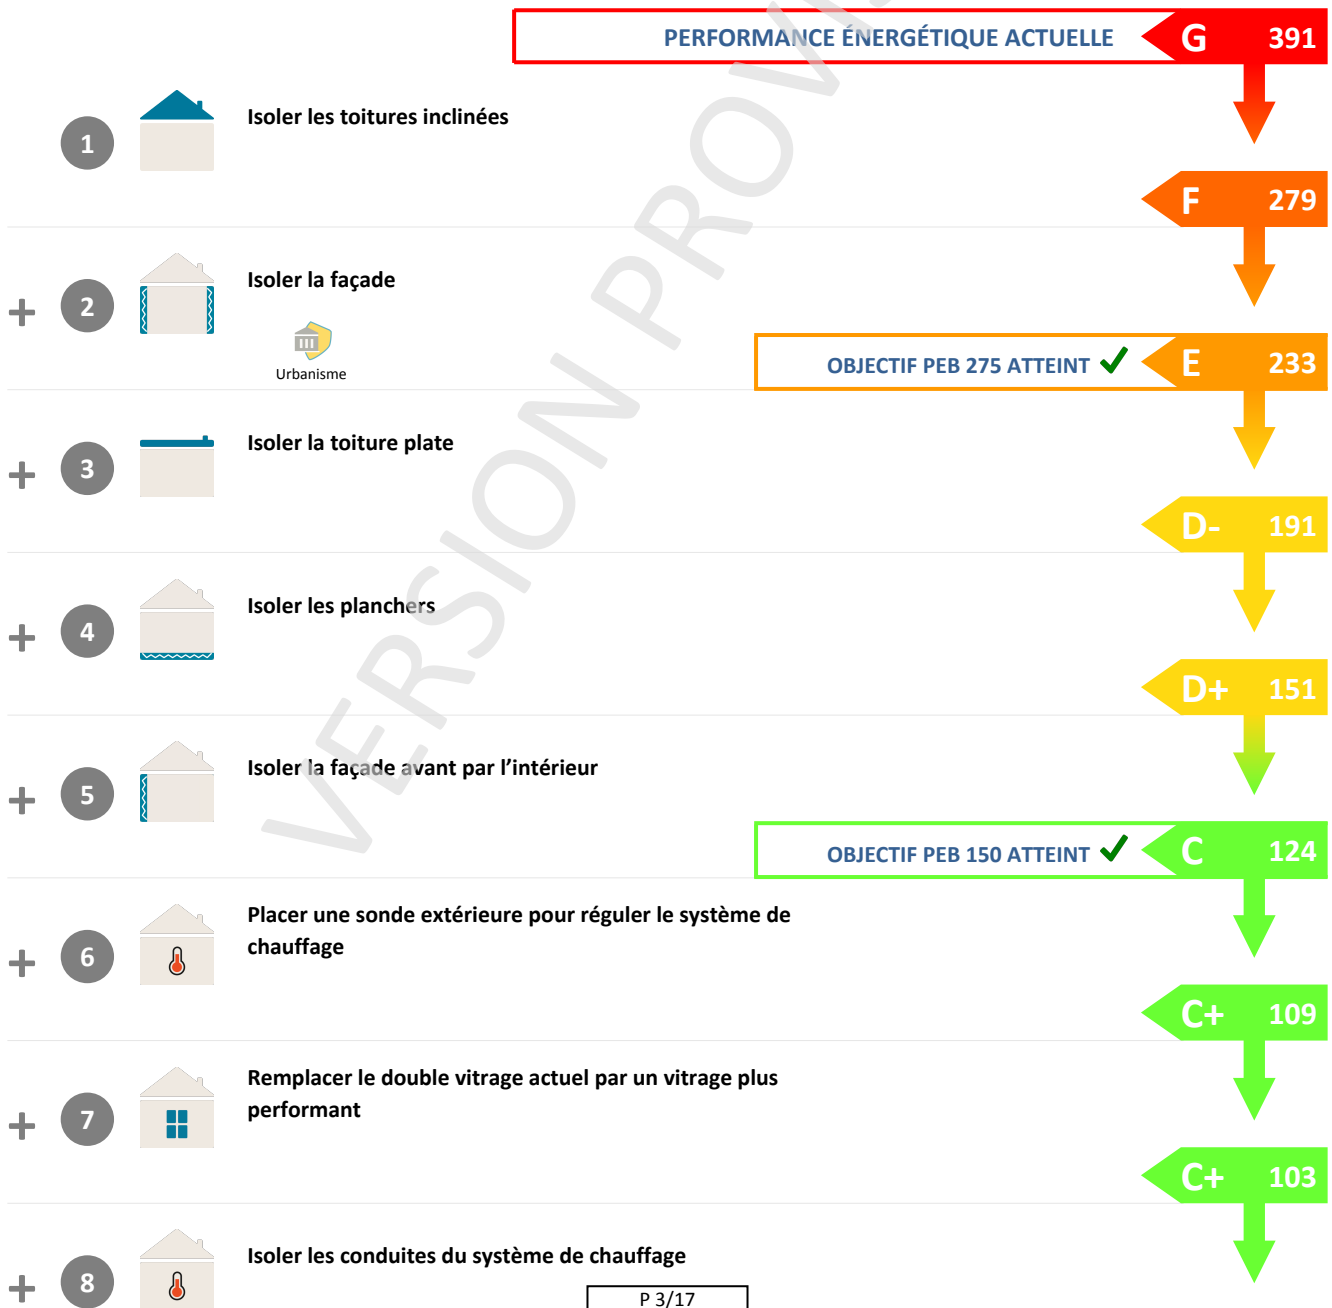 PERFORMANCE ÉNERGÉTIQUE ACTUELLE G 391
1 Isoler les toitures inclinées
F 279
+ 2 Isoler la façade
Urbanisme
OBJECTIF PEB 275 ATTEINT E 233
+ 3 Isoler la toiture plate
D- 191
+ 4 Isoler les planchers
D+ 151
+ 5 Isoler la façade avant par l’intérieur
OBJECTIF PEB 150 ATTEINT C 124
+ 6 Placer une sonde extérieure pour réguler le système de
chauffage
C+ 109
+ 7 Remplacer le double vitrage actuel par un vitrage plus
performant
C+ 103
+ 8 Isoler les conduites du système de chauffage
P 3/17
VERSION PROVIS